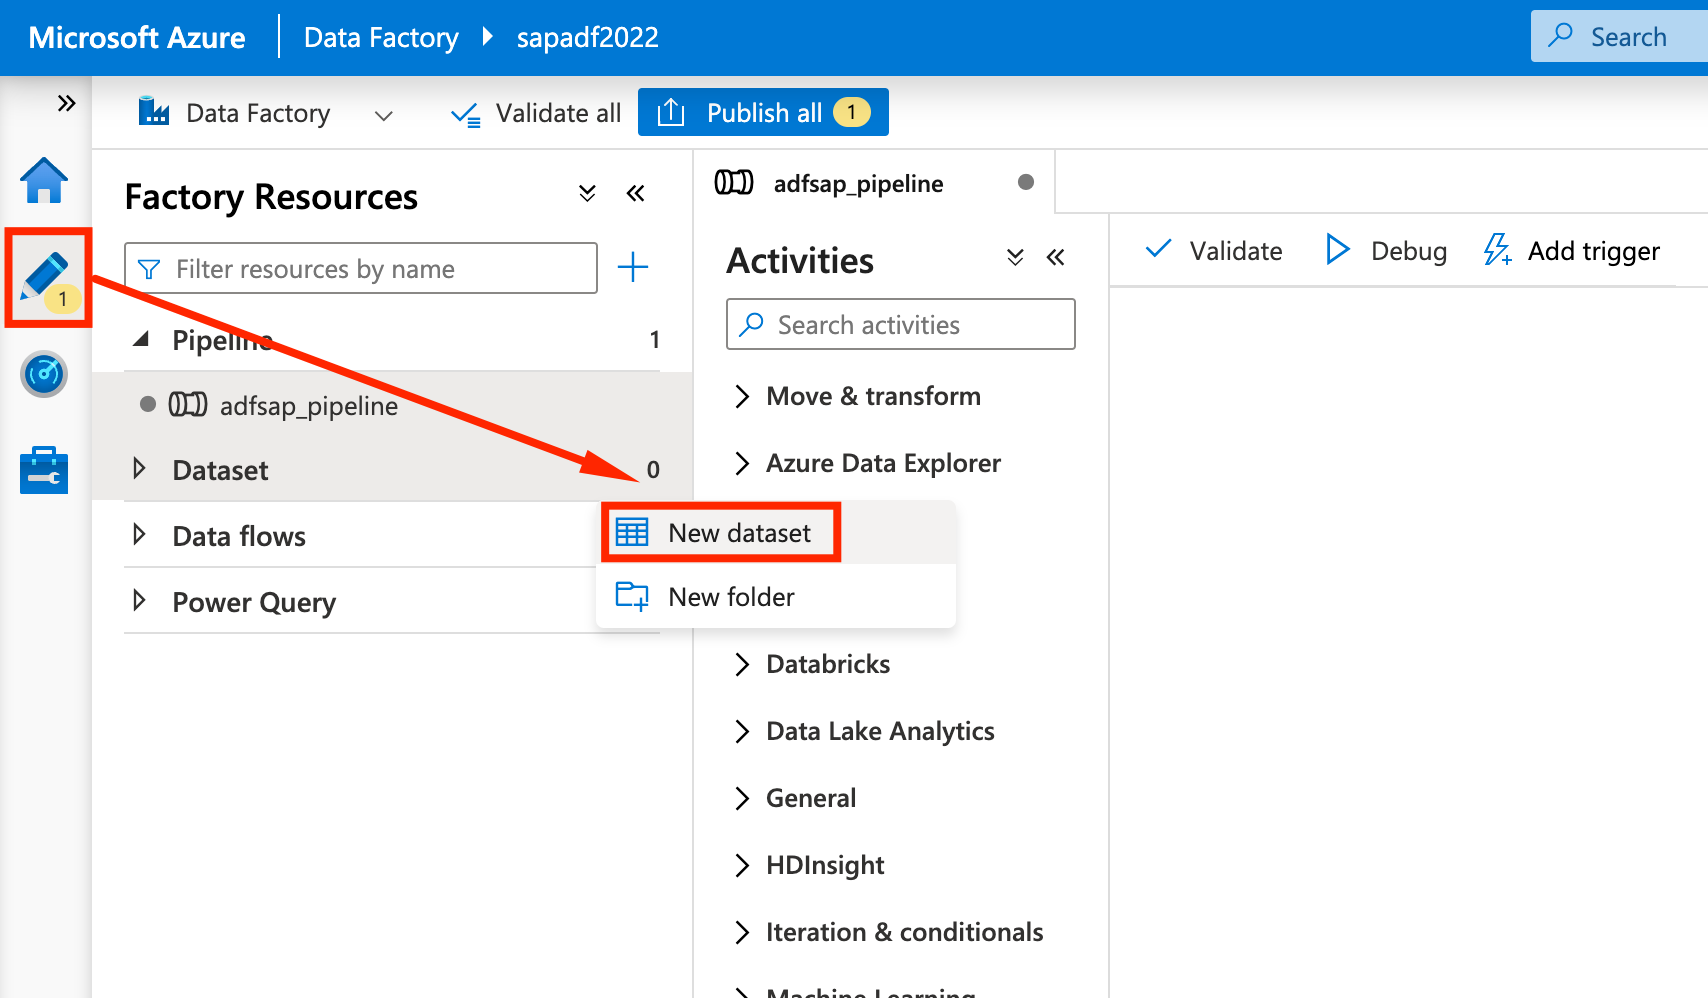 Microsoft Azure
Data Factory
sapadf2022
Search
Data Factory
Validate all
Publish all
1
Factory Resources
Filter resources by name
1
Pipeline
1
adfsap_pipeline
Dataset
0
Data flows
Power Query
New dataset
New folder
adfsap_pipeline
Activities
Search activities
Move & transform
Azure Data Explorer
Databricks
Data Lake Analytics
General
HDInsight
Iteration & conditionals
Machine Learning
Validate
Debug
Add trigger